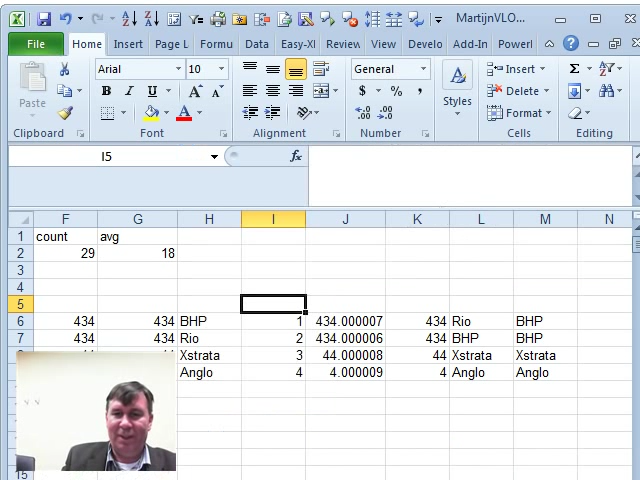 MartijnVLO...
File Home Insert Page L Formu Data Easy-Xl Review View Develo Add-In Powerl
Paste
Clipboard
Arial 10
B I U
Font
Alignment
General
$ % ,
Number
Styles
Insert
Delete
Format
Cells
Editing
I5 fx
F G H I J K L M N
1 count avg
2 29 18
3
4
5
6 434 434 BHP 1 434.000007 434 Rio BHP
7 434 434 Rio 2 434.000006 434 BHP BHP
Xstrata 3 44.000008 44 Xstrata Xstrata
Anglo 4 4.000009 4 Anglo Anglo
15